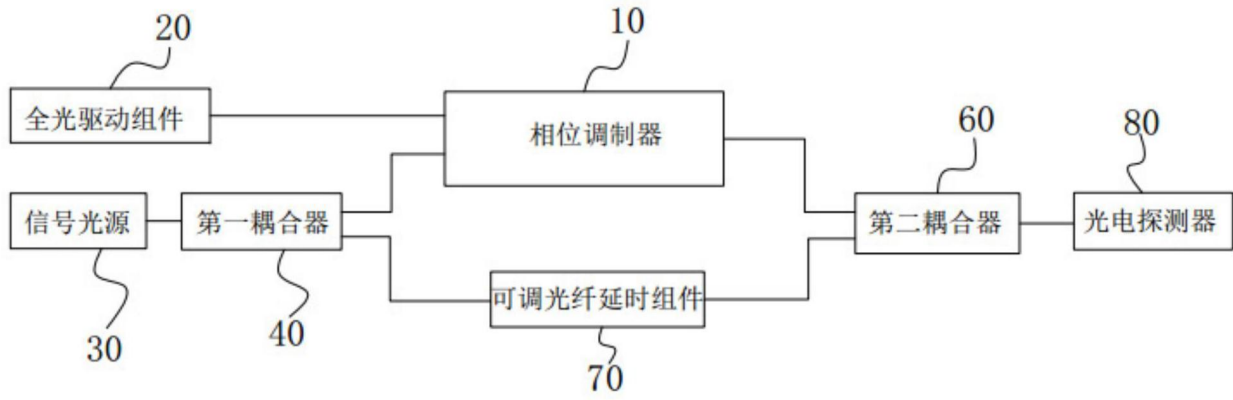 20
10
全光驱动组件
相位调制器
60
80
信号光源
第一耦合器
第二耦合器
光电探测器
可调光纤延时组件
30
40
70